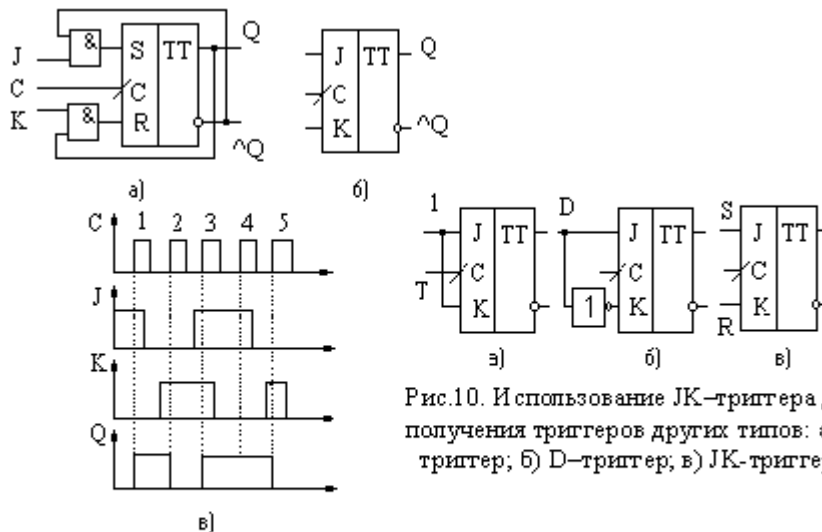 J
C
K
&
&
S TT
C
R
Q
^Q
а)
J TT
C
K
Q
^Q
б)
C
1 2 3 4 5
J
K
Q
в)
1
T
J TT
C
K
а)
D
1
J TT
C
K
б)
S
R
J TT
C
K
в)
Рис.10. Использование JK–триггера
получения триггеров других типов:
триггер; б) D–триггер; в) JK-тригге